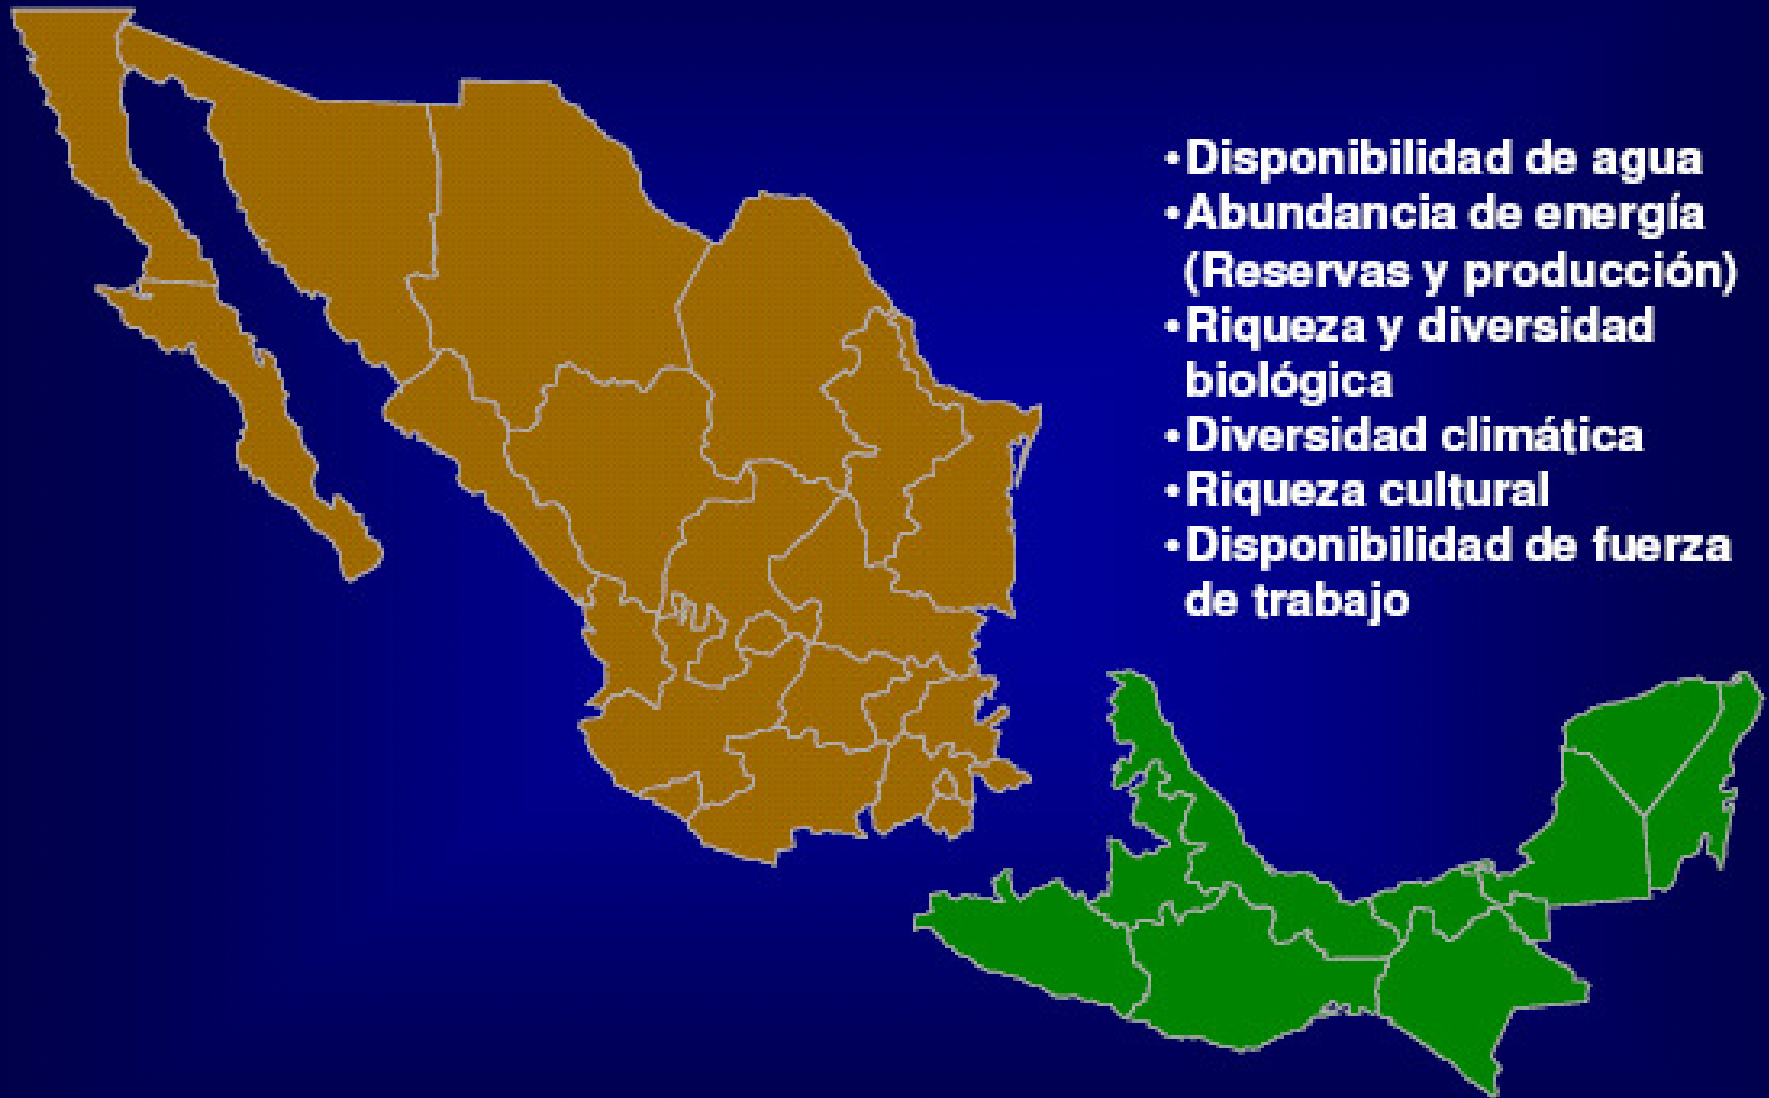 •Disponibilidad de agua
•Abundancia de energía
(Reservas y producción)
•Riqueza y diversidad
biológica
•Diversidad climática
•Riqueza cultural
•Disponibilidad de fuerza
de trabajo